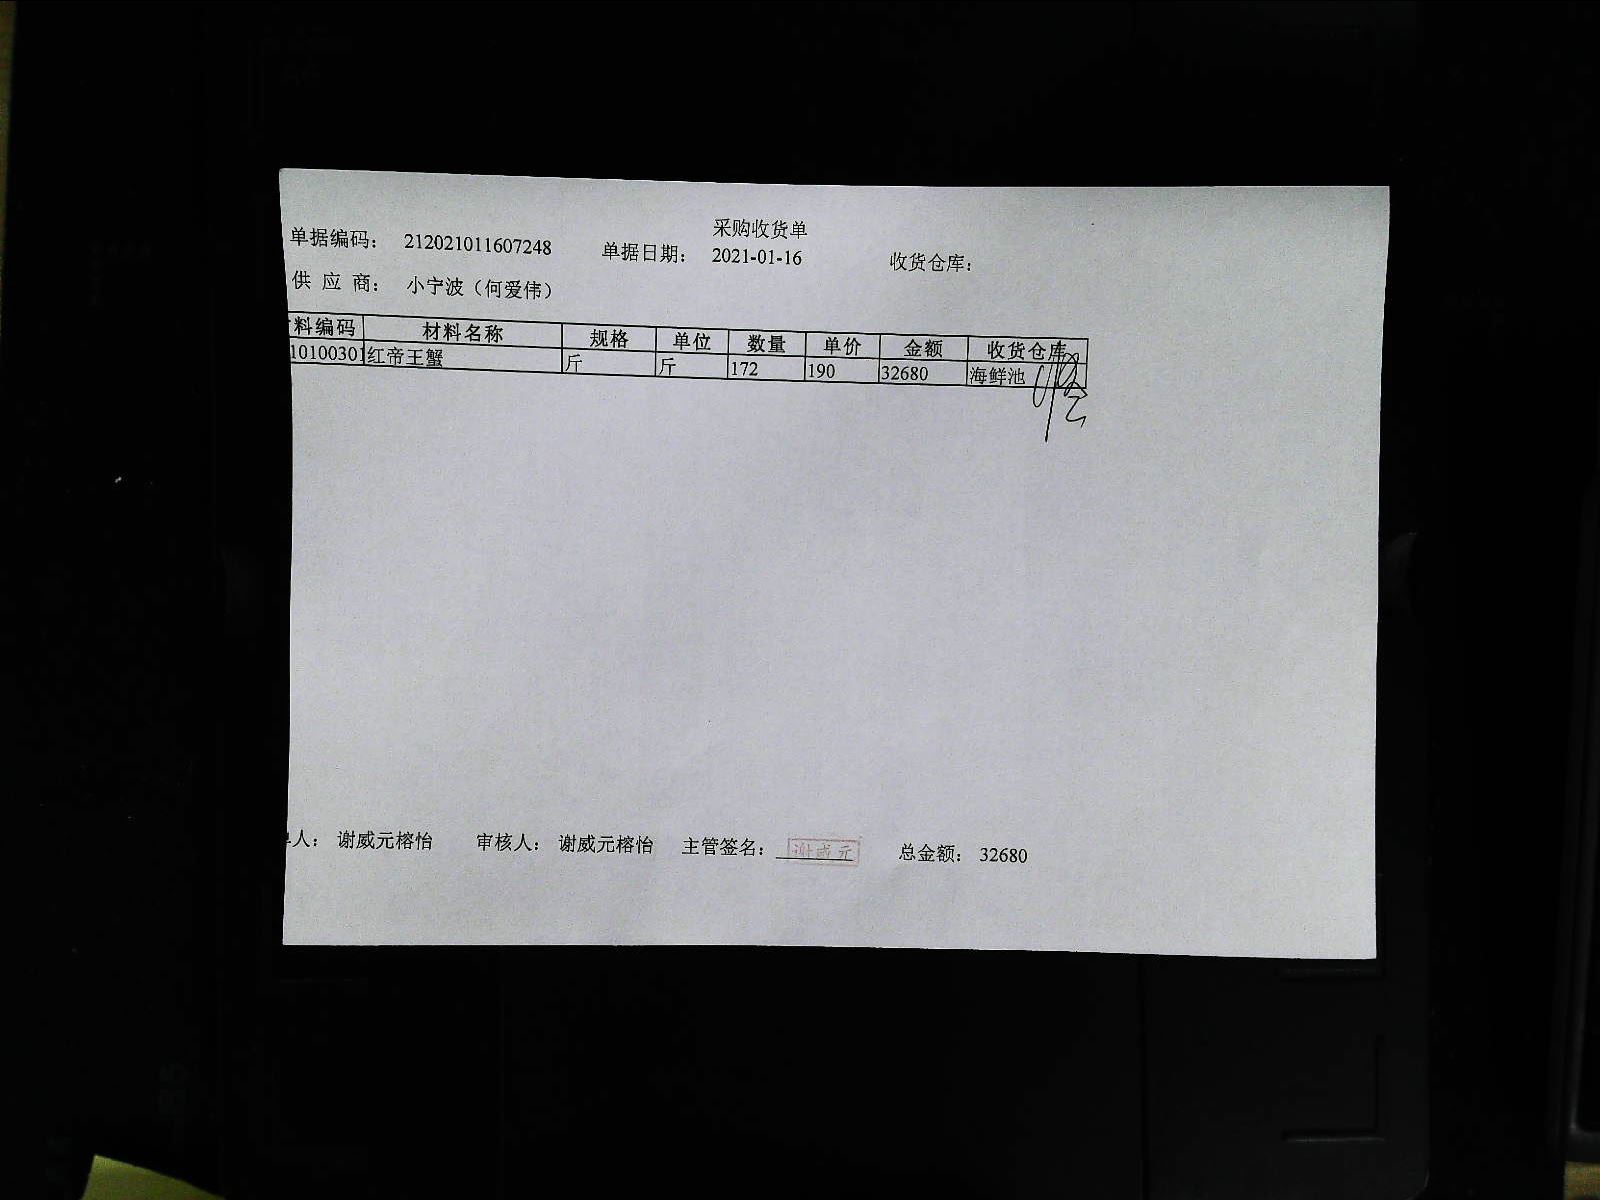 采购收货单
单据编码: 212021011607248 单据日期: 2021-01-16 收货仓库:
供 应 商: 小宁波（何爱伟）
料编码 材料名称 规格 单位 数量 单价 金额 收货仓库
10100301 红帝王蟹 斤 斤 172 190 32680 海鲜池
人: 谢威元榕怡 审核人: 谢威元榕怡 主管签名: 谢威元 总金额: 32680